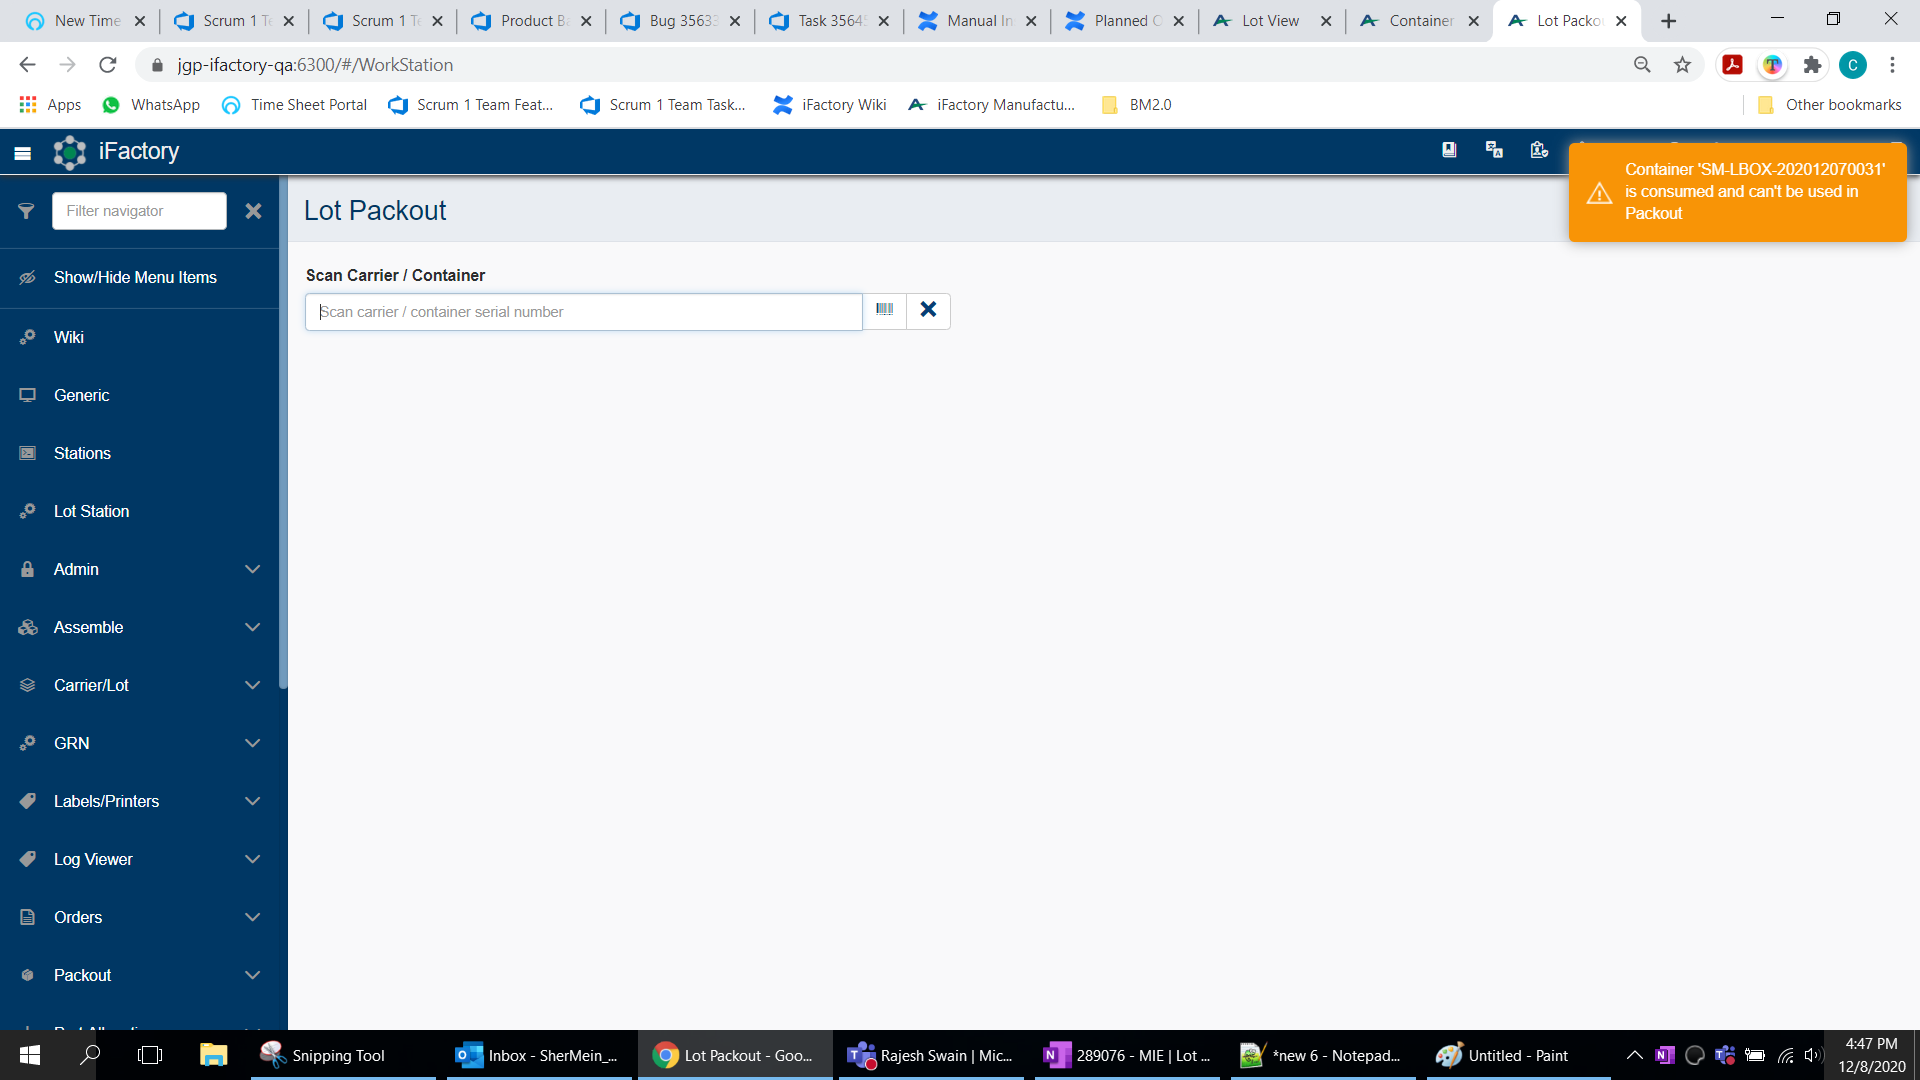 New Time
Scrum 1 Te
Scrum 1 Te
Product Ba
Bug 35633
Task 35645
Manual In
Planned O
Lot View
Container
Lot Packou
jgp-ifactory-qa:6300/#/WorkStation
C
Apps
WhatsApp
Time Sheet Portal
Scrum 1 Team Feat...
Scrum 1 Team Task...
iFactory Wiki
iFactory Manufactu...
BM2.0
Other bookmarks
iFactory
Container 'SM-LBOX-202012070031'
is consumed and can't be used in
Packout
Filter navigator
Lot Packout
Show/Hide Menu Items
Scan Carrier / Container
Scan carrier / container serial number
Wiki
Generic
Stations
Lot Station
Admin
Assemble
Carrier/Lot
GRN
Labels/Printers
Log Viewer
Orders
Packout
Snipping Tool
Inbox - SherMein_...
Lot Packout - Goo...
Rajesh Swain | Mic...
289076 - MIE | Lot ...
*new 6 - Notepad...
Untitled - Paint
4:47 PM
12/8/2020